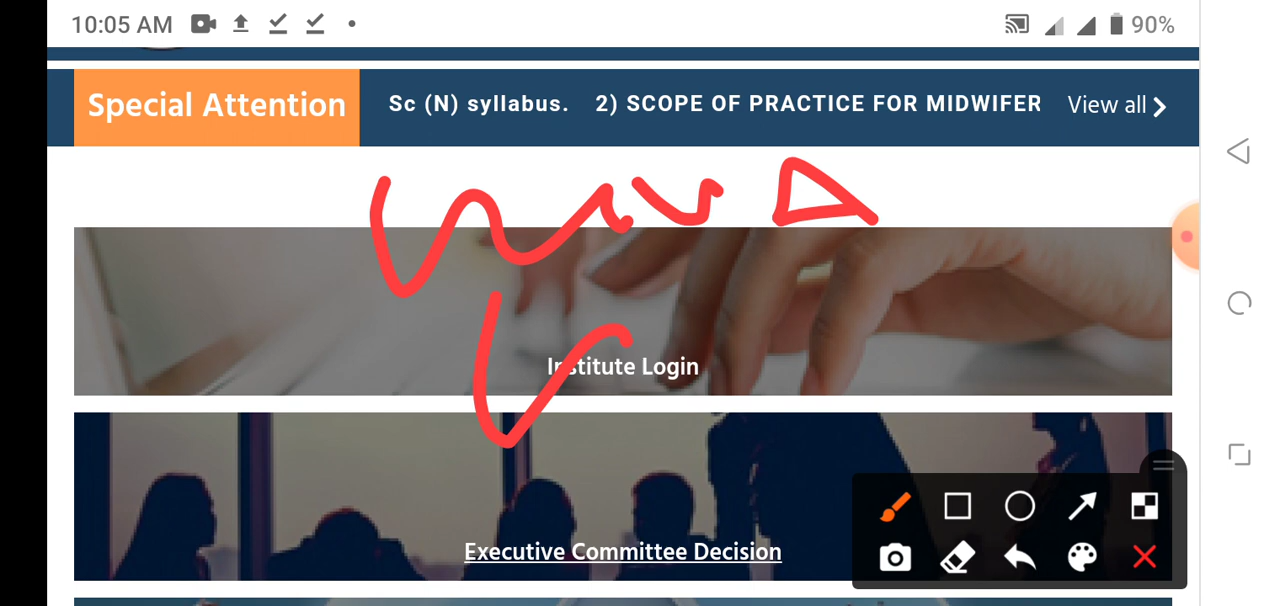 10:05 AM 90%
Special Attention Sc (N) syllabus. 2) SCOPE OF PRACTICE FOR MIDWIFER View all
Institute Login
Executive Committee Decision